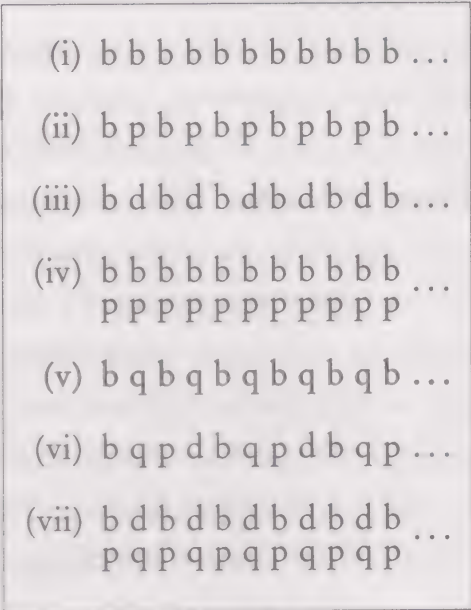 (i) b b b b b b b b b b b ...
(ii) b p b p b p b p b p b ...
(iii) b d b d b d b d b d b ...
(iv) b b b b b b b b b b b ...
p p p p p p p p p p p
(v) b q b q b q b q b q b ...
(vi) b q p d b q p d b q p ...
(vii) b d b d b d b d b d b ...
p q p q p q p q p q p